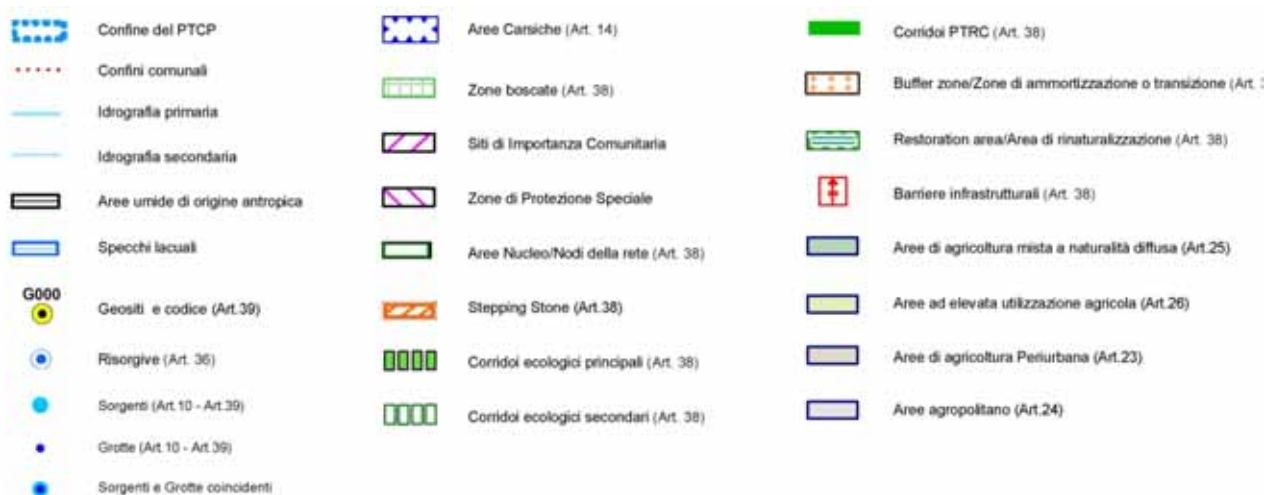 Confine del PTCP
Confini comunali
Idrografia primaria
Idrografia secondaria
Aree umide di origine antropica
Specchi lacuali
G000
Geositi e codice (Art.39)
Risorgive (Art. 36)
Sorgenti (Art.10 - Art.39)
Grotte (Art.10 - Art.39)
Sorgenti e Grotte coincidenti
Aree Carsiche (Art. 14)
Zone boscate (Art. 38)
Siti di Importanza Comunitaria
Zone di Protezione Speciale
Aree Nucleo/Nodi della rete (Art. 38)
Stepping Stone (Art.38)
Corridoi ecologici principali (Art. 38)
Corridoi ecologici secondari (Art. 38)
Corridoi PTRC (Art. 38)
Buffer zone/Zone di ammortizzazione o transizione (Art.
Restoration area/Area di rinaturalizzazione (Art. 38)
Barriere infrastrutturali (Art. 38)
Aree di agricoltura mista a naturalità diffusa (Art.25)
Aree ad elevata utilizzazione agricola (Art.26)
Aree di agricoltura Periurbana (Art.23)
Aree agropolitano (Art.24)